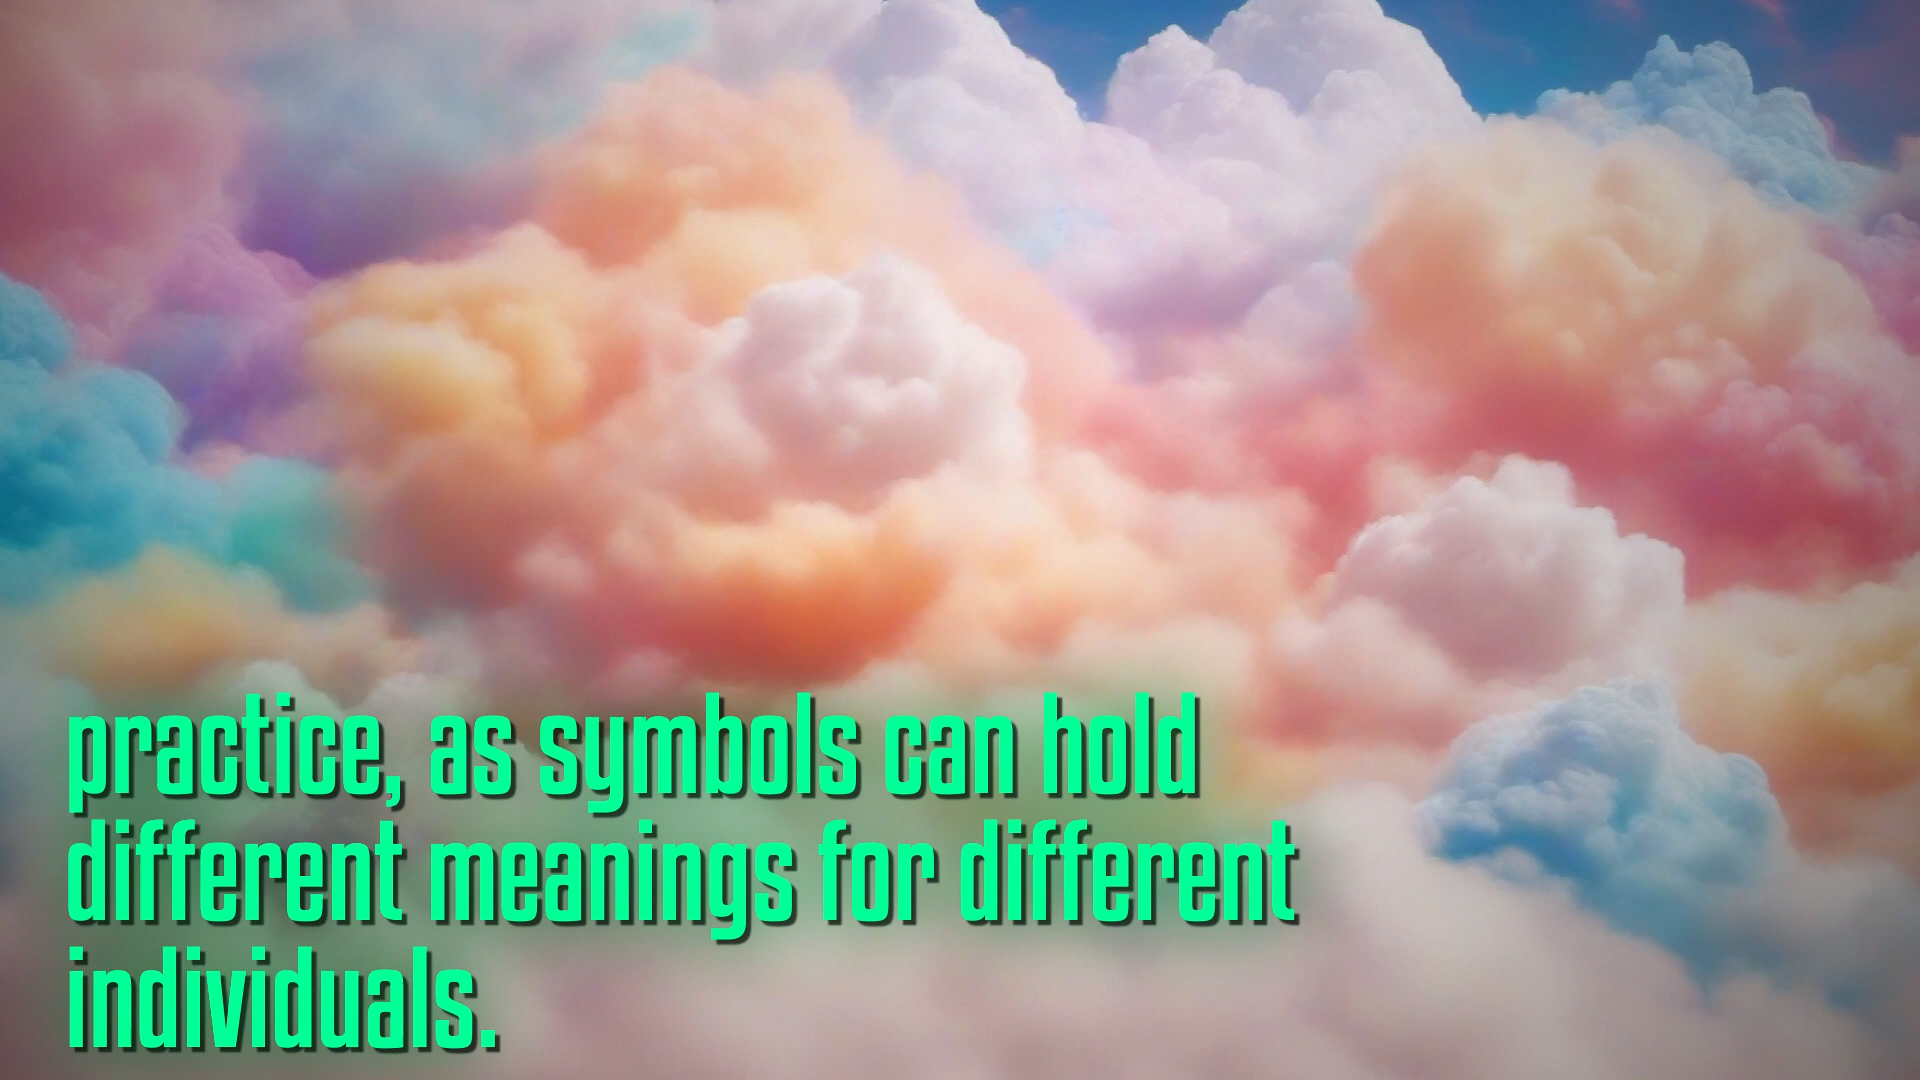 practice, as symbols can hold
different meanings for different
individuals.